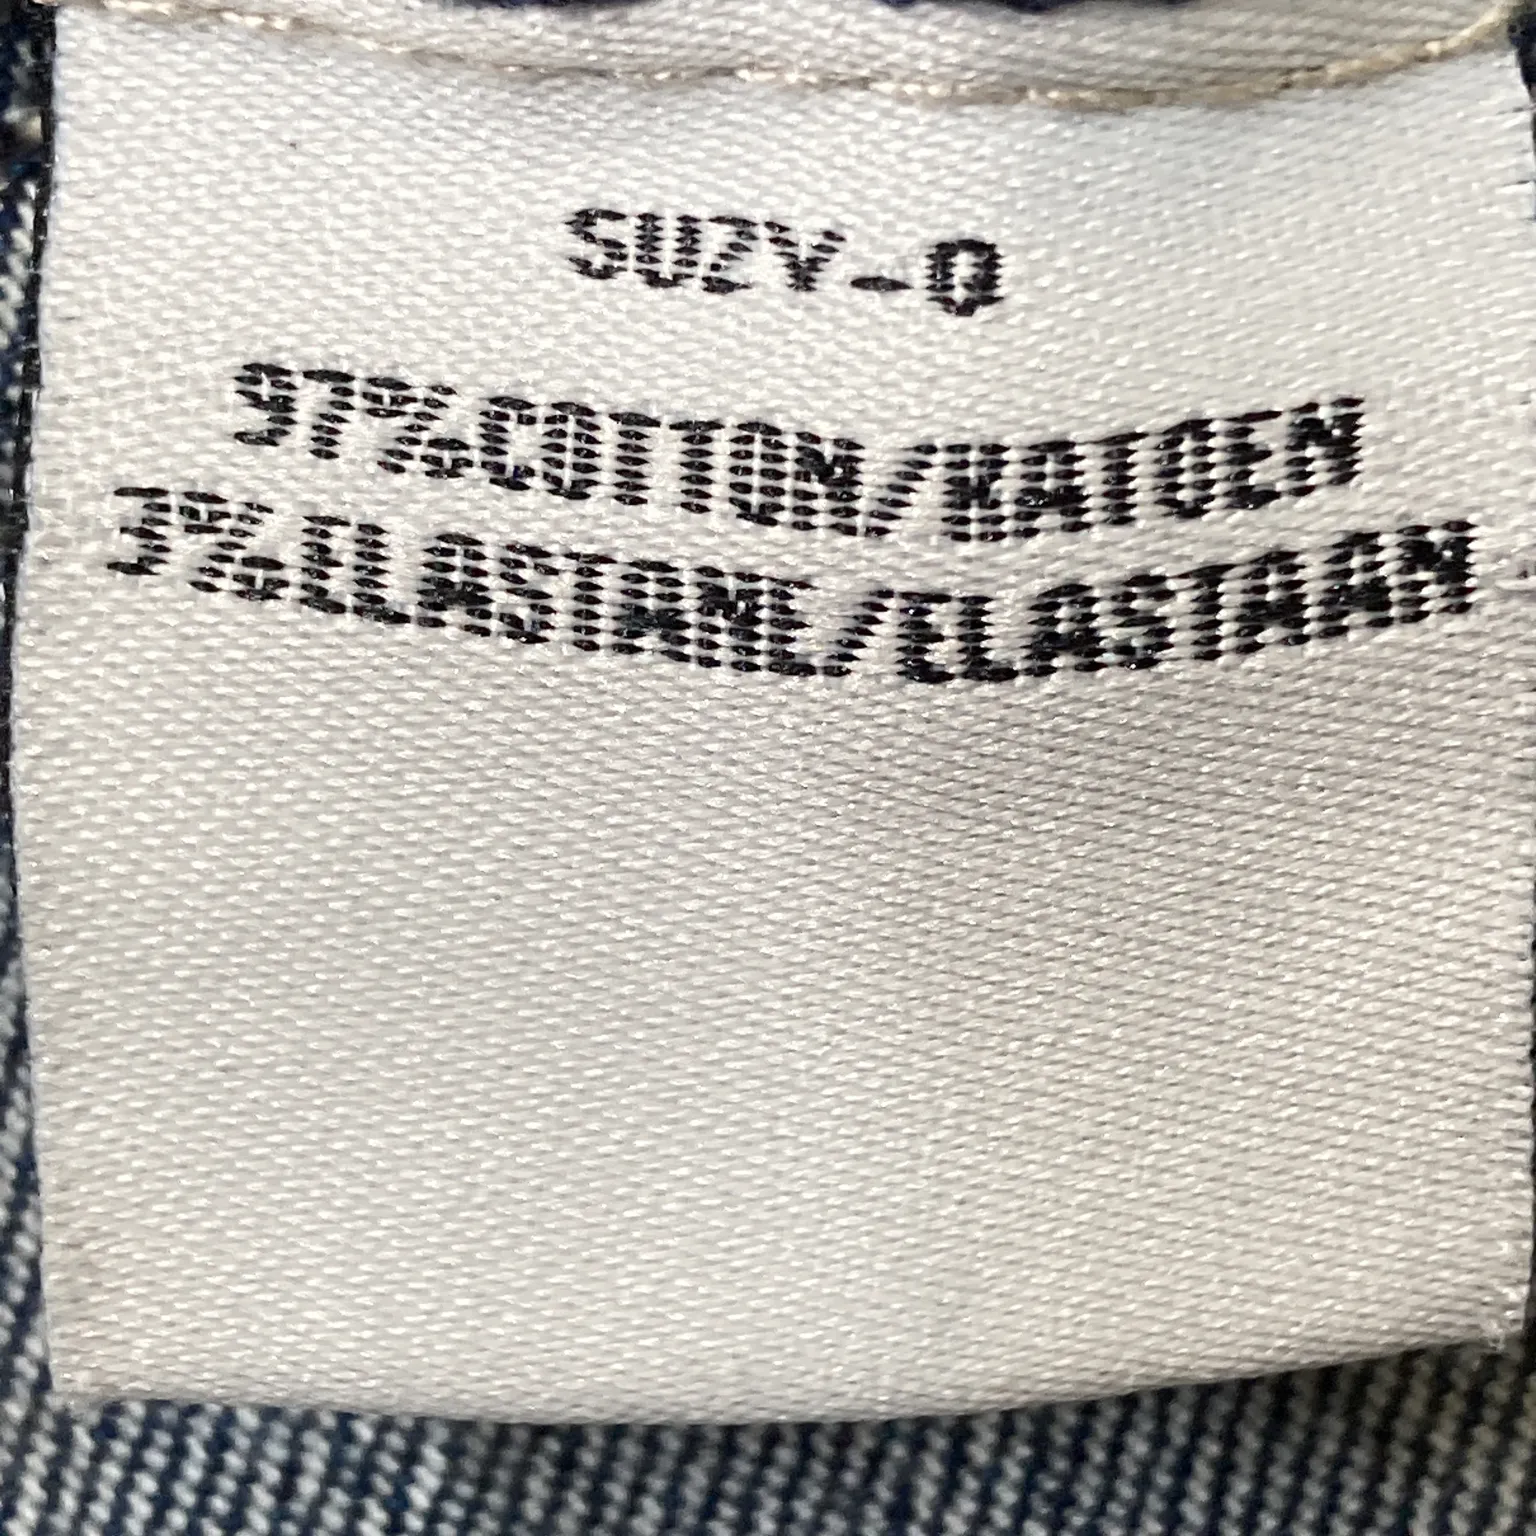 SUZY-Q
97%COTTON/KATOEN
3%ELASTANE/ELASTAAN